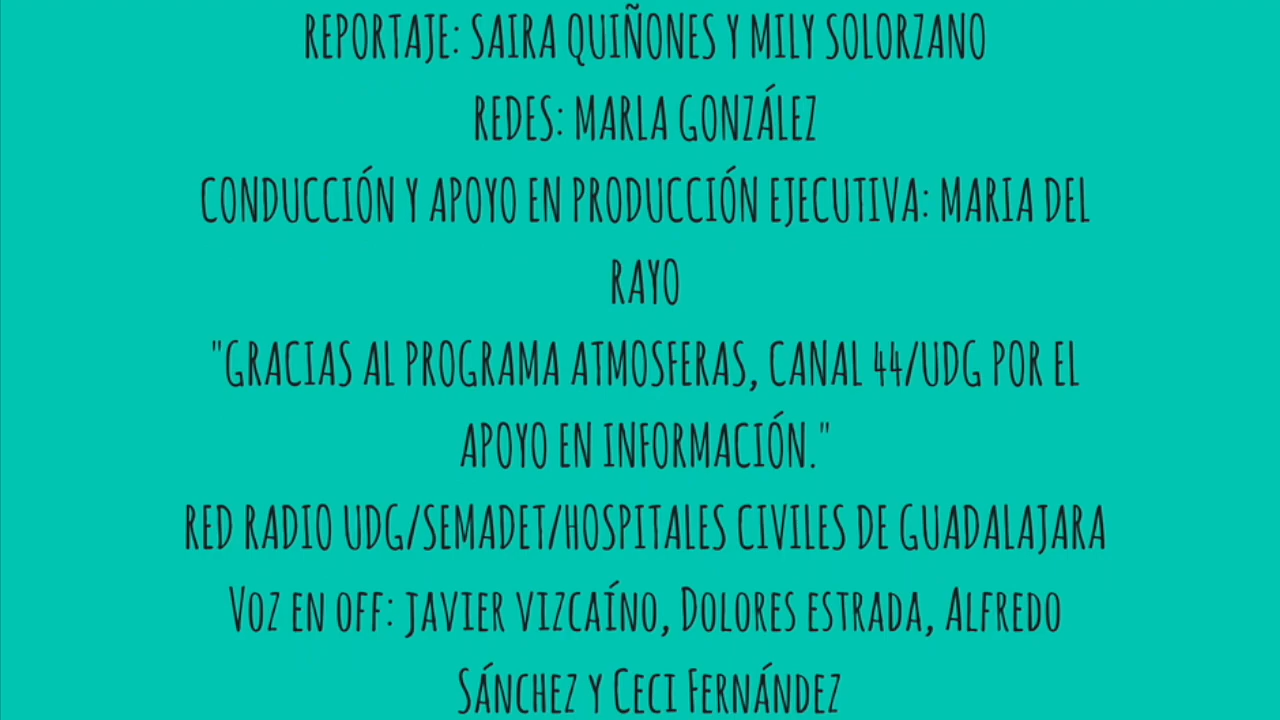 REPORTAJE: SAIRA QUIÑONES Y MILY SOLORZANO
REDES: MARLA GONZÁLEZ
CONDUCCIÓN Y APOYO EN PRODUCCIÓN EJECUTIVA: MARIA DEL
RAYO
"GRACIAS AL PROGRAMA ATMOSFERAS, CANAL 44/UDG POR EL
APOYO EN INFORMACIÓN."
RED RADIO UDG/SEMADET/HOSPITALES CIVILES DE GUADALAJARA
Voz en off: javier vizcaíno, Dolores estrada, Alfredo
Sánchez y Ceci Fernández